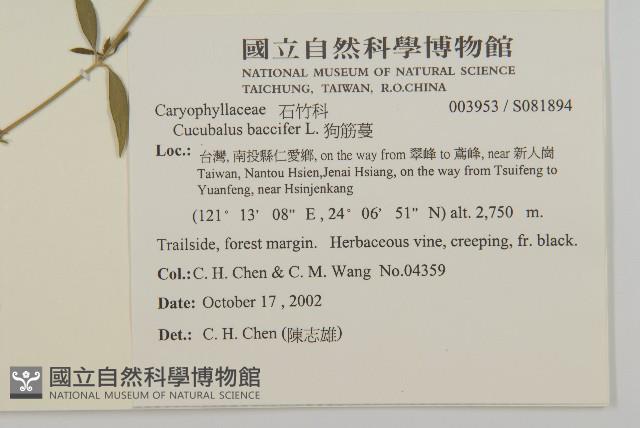 國立自然科學博物館
NATIONAL MUSEUM OF NATURAL SCIENCE
TAICHUNG, TAIWAN, R.O.CHINA
Caryophyllaceae 石竹科 003953 / S081894
Cucubalus baccifer L. 狗筋蔓
Loc.: 台灣, 南投縣仁愛鄉, on the way from 翠峰 to 鳶峰, near 新人崗
Taiwan, Nantou Hsien,Jenai Hsiang, on the way from Tsuifeng to
Yuanfeng, near Hsinjenkang
(121° 13' 08" E , 24° 06' 51" N) alt. 2,750 m.
Trailside, forest margin. Herbaceous vine, creeping, fr. black.
Col.: C. H. Chen & C. M. Wang No.04359
Date: October 17 , 2002
Det.: C. H. Chen (陳志雄)
國立自然科學博物館
NATIONAL MUSEUM OF NATURAL SCIENCE